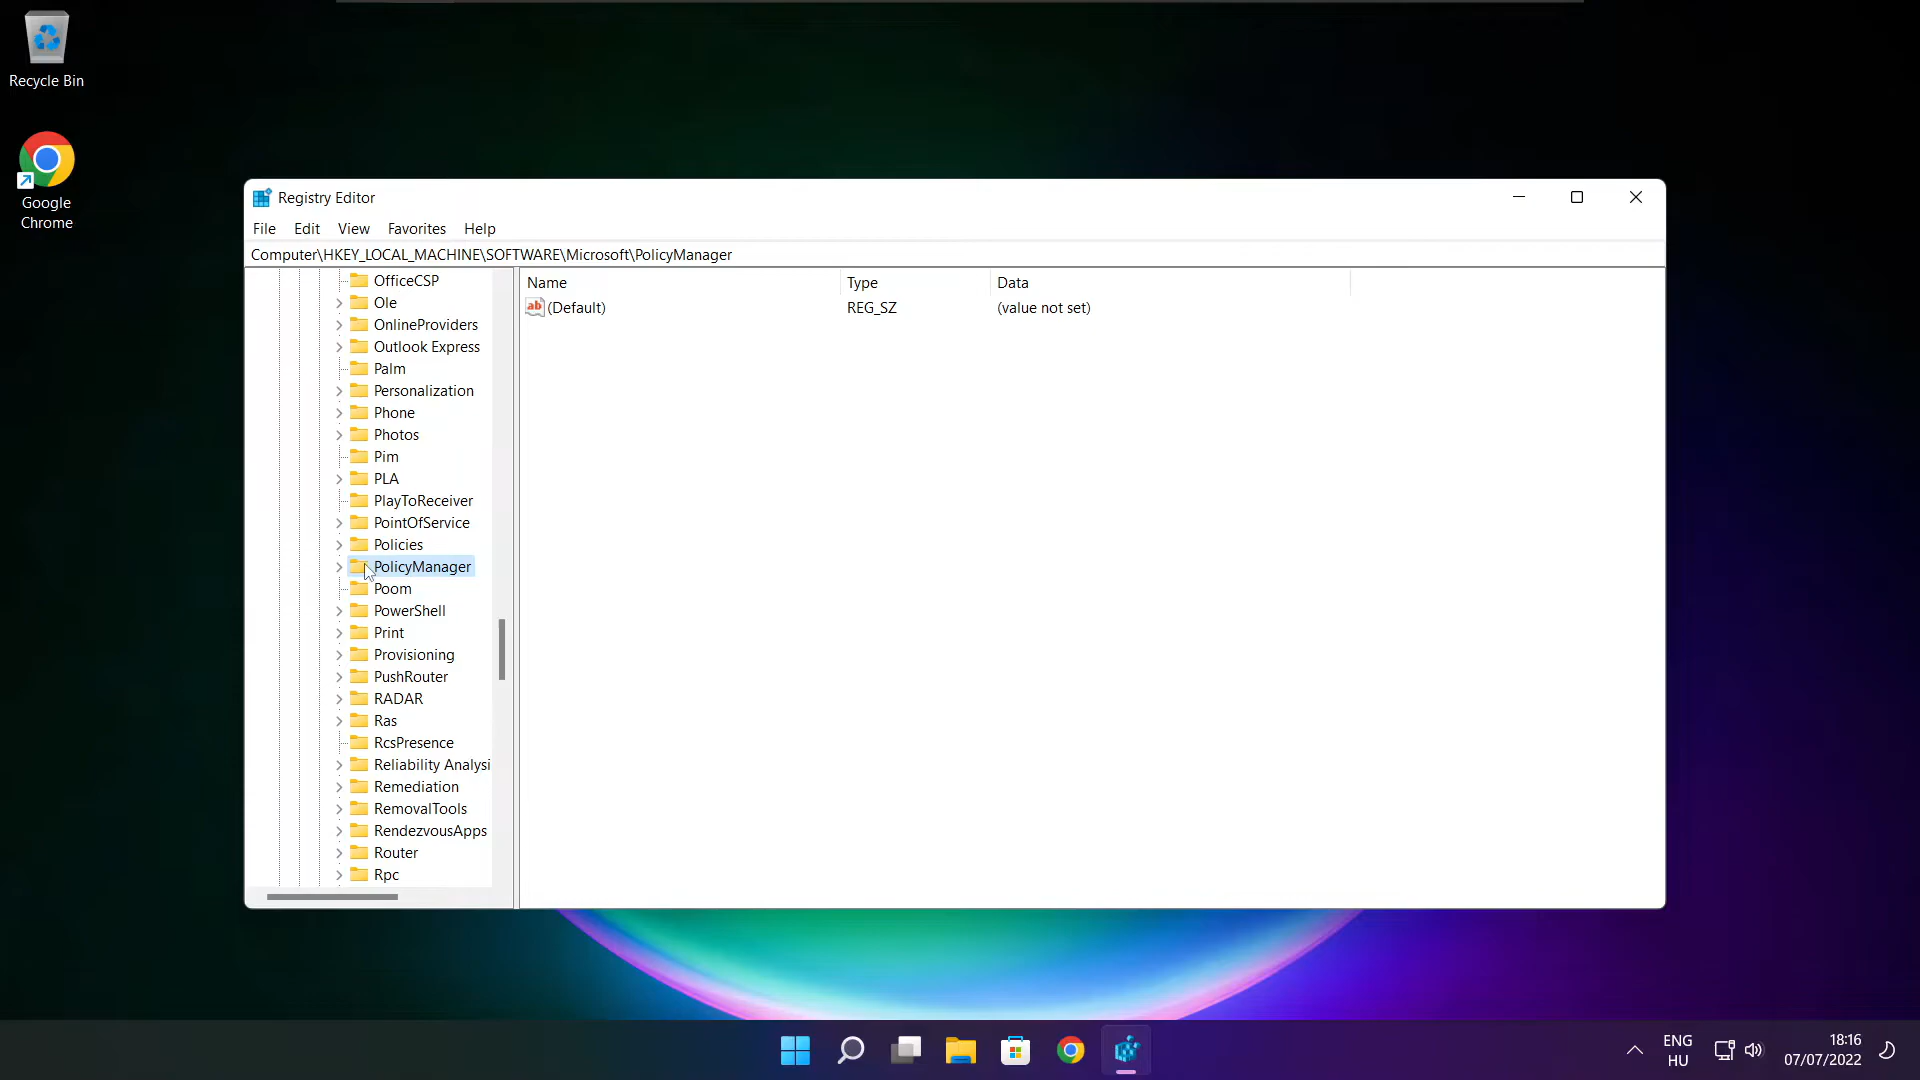 Recycle Bin
Google
Chrome
Registry Editor
File Edit View Favorites Help
Computer\HKEY_LOCAL_MACHINE\SOFTWARE\Microsoft\PolicyManager
Name Type Data
ab (Default) REG_SZ (value not set)
OfficeCSP
Ole
OnlineProviders
Outlook Express
Palm
Personalization
Phone
Photos
Pim
PLA
PlayToReceiver
PointOfService
Policies
PolicyManager
Poom
PowerShell
Print
Provisioning
PushRouter
RADAR
Ras
RcsPresence
Reliability Analysi
Remediation
RemovalTools
RendezvousApps
Router
Rpc
ENG
HU
18:16
07/07/2022